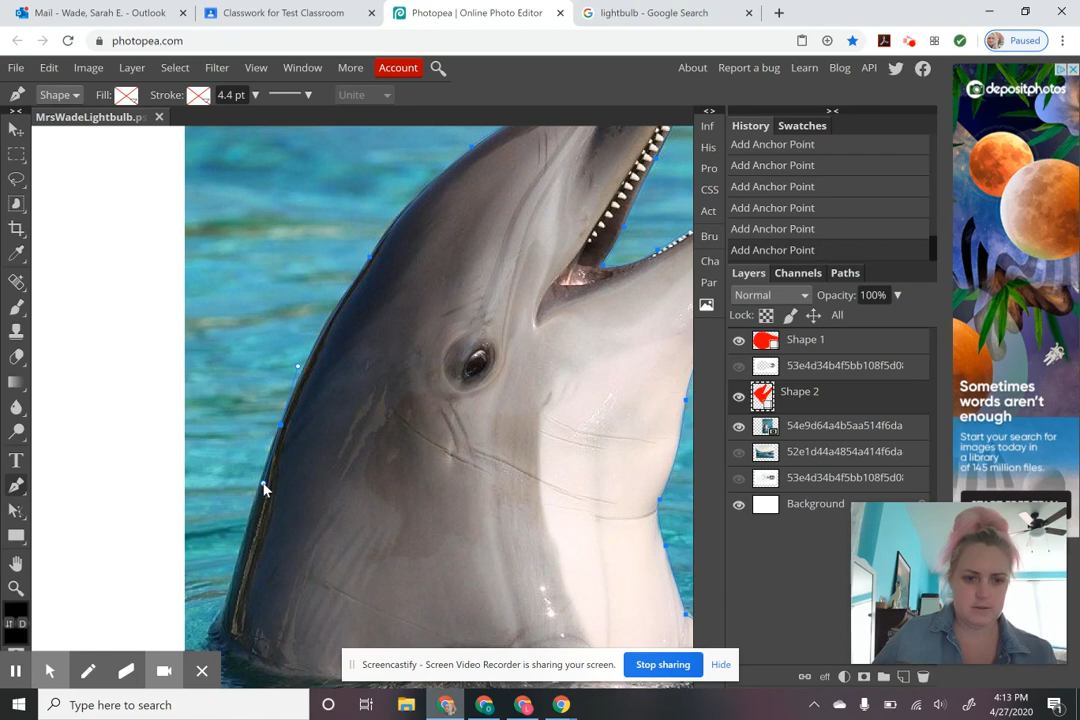 Mail - Wade, Sarah E. - Outlook
Classwork for Test Classroom
Photopea | Online Photo Editor
lightbulb - Google Search
photopea.com
Paused
File Edit Image Layer Select Filter View Window More Account
About Report a bug Learn Blog API
Shape Fill: Stroke: 4.4 pt Unite
depositphotos
MrsWadeLightbulb.ps
Inf
His
Pro
CSS
Act
Bru
Cha
Par
History Swatches
Add Anchor Point
Add Anchor Point
Add Anchor Point
Add Anchor Point
Add Anchor Point
Add Anchor Point
Layers Channels Paths
Normal Opacity: 100%
Lock: All
Shape 1
53e4d34b4f5bb108f5d08
Shape 2
54e9d64a4b5aa514f6da
52e1d44a4854a414f6da
53e4d34b4f5bb108f5d08
Background
Sometimes
words aren't
enough
Start your search for
images today in
a library
of 145 million files.
eff
D
T
Screencastify - Screen Video Recorder is sharing your screen.
Stop sharing
Hide
Type here to search
4:13 PM
4/27/2020